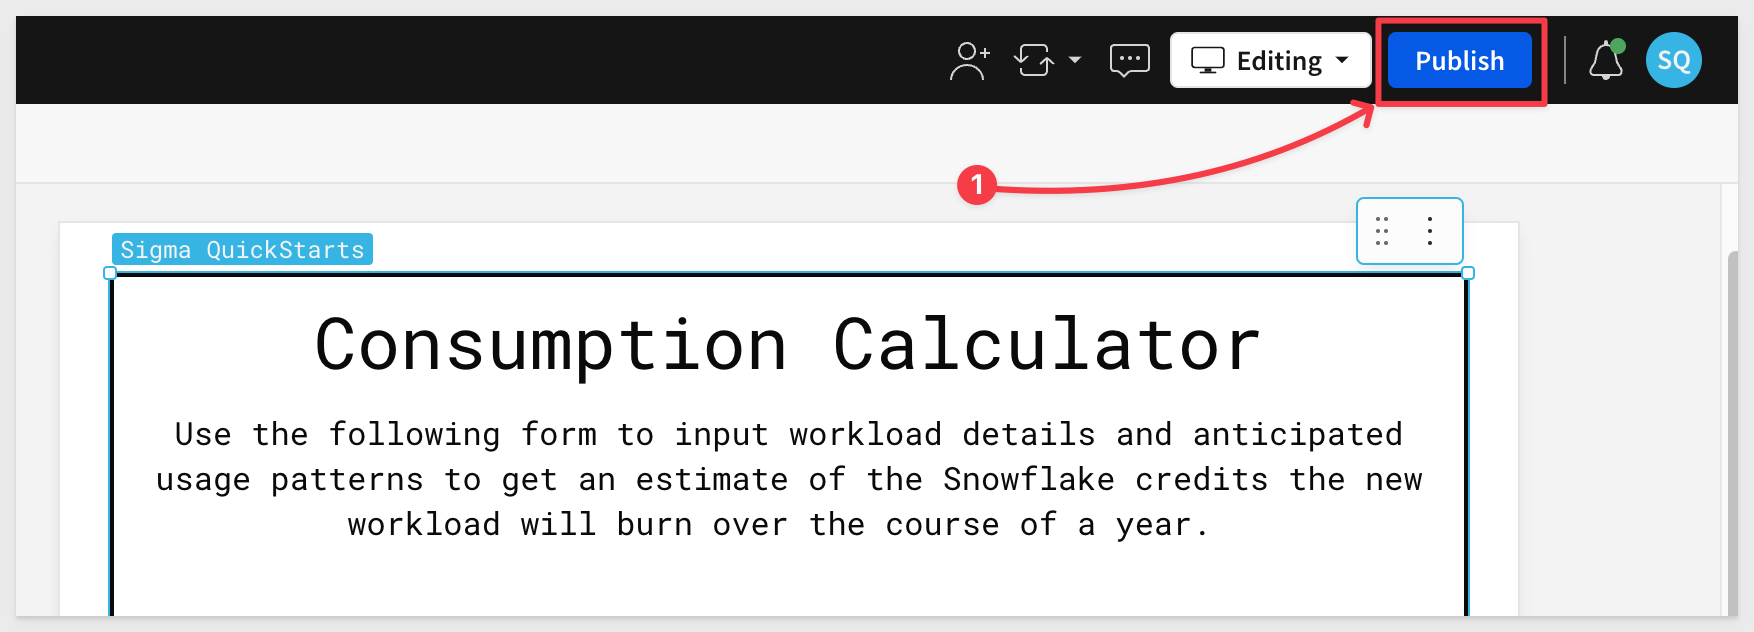 Editing
Publish
SQ
1
Sigma QuickStarts
Consumption Calculator
Use the following form to input workload details and anticipated
usage patterns to get an estimate of the Snowflake credits the new
workload will burn over the course of a year.